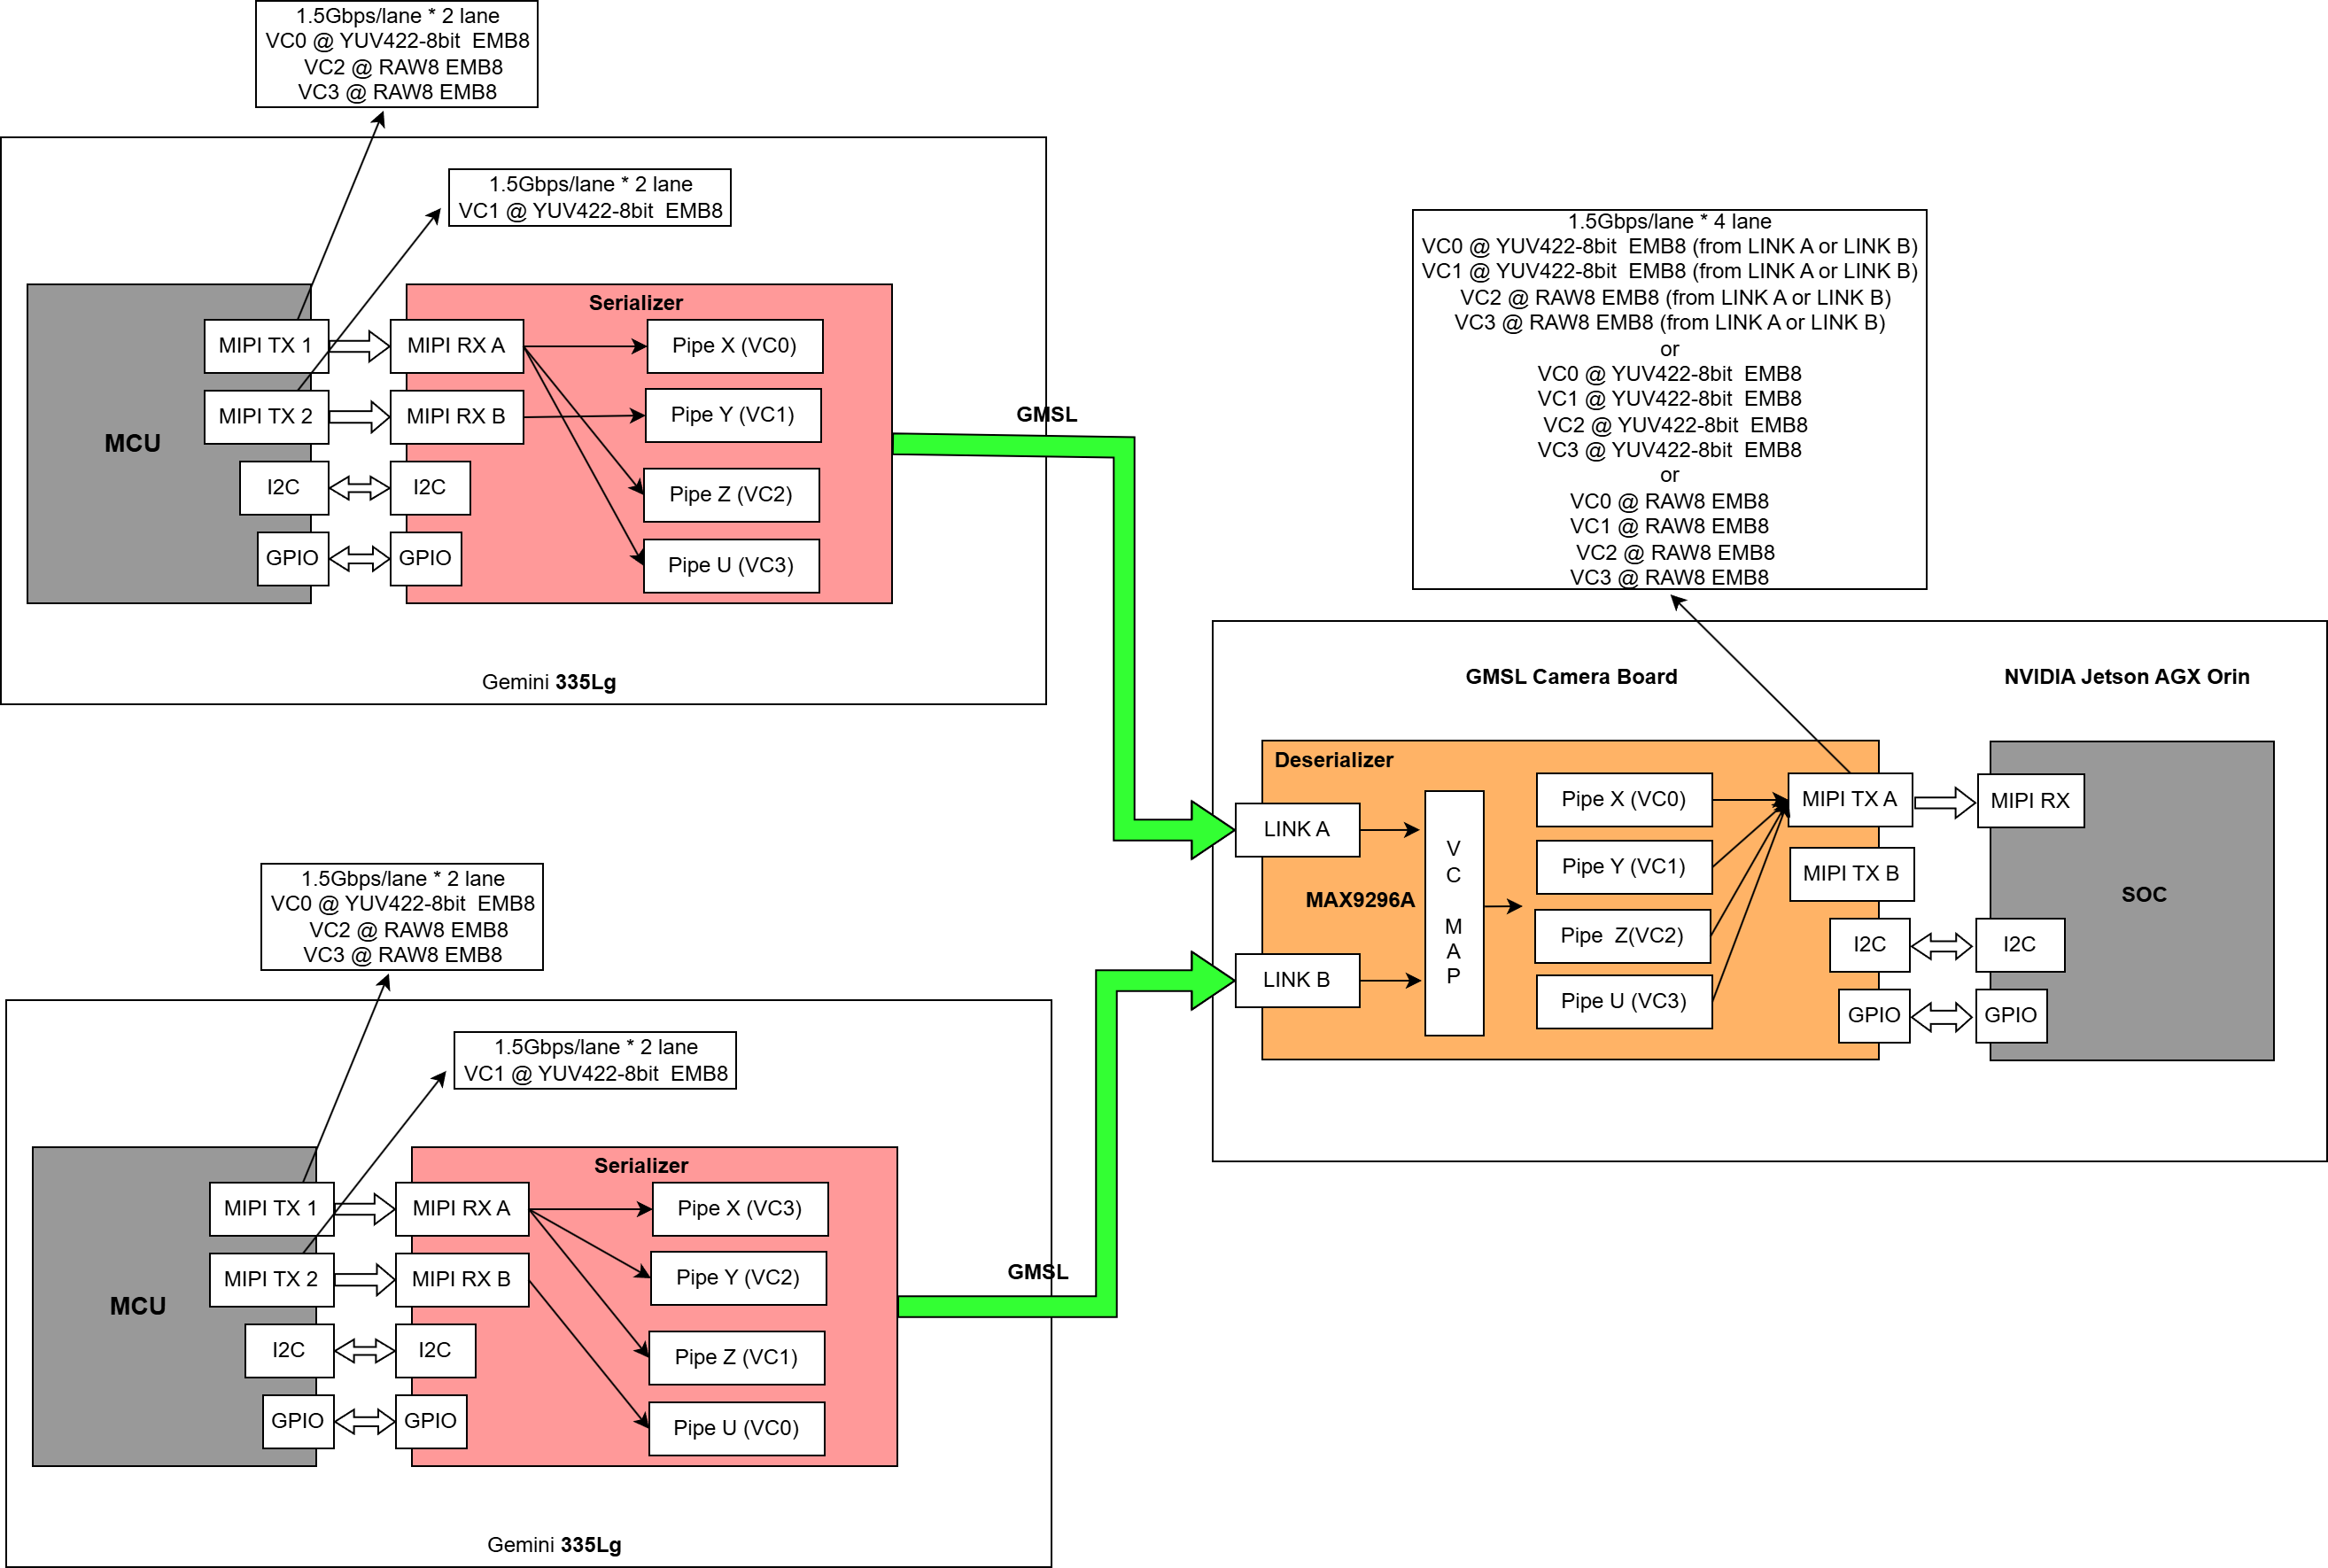 1.5Gbps/lane * 2 lane
VC0 @ YUV422-8bit  EMB8
VC2 @ RAW8 EMB8
VC3 @ RAW8 EMB8
1.5Gbps/lane * 2 lane
VC1 @ YUV422-8bit  EMB8
MCU
MIPI TX 1
MIPI TX 2
I2C
GPIO
Serializer
MIPI RX A
MIPI RX B
I2C
GPIO
Pipe X (VC0)
Pipe Y (VC1)
Pipe Z (VC2)
Pipe U (VC3)
Gemini 335Lg
GMSL
1.5Gbps/lane * 4 lane
VC0 @ YUV422-8bit  EMB8 (from LINK A or LINK B)
VC1 @ YUV422-8bit  EMB8 (from LINK A or LINK B)
VC2 @ RAW8 EMB8 (from LINK A or LINK B)
VC3 @ RAW8 EMB8 (from LINK A or LINK B)
or
VC0 @ YUV422-8bit  EMB8
VC1 @ YUV422-8bit  EMB8
VC2 @ YUV422-8bit  EMB8
VC3 @ YUV422-8bit  EMB8
or
VC0 @ RAW8 EMB8
VC1 @ RAW8 EMB8
VC2 @ RAW8 EMB8
VC3 @ RAW8 EMB8
GMSL Camera Board
NVIDIA Jetson AGX Orin
Deserializer
LINK A
LINK B
MAX9296A
V
C
M
A
P
Pipe X (VC0)
Pipe Y (VC1)
Pipe  Z(VC2)
Pipe U (VC3)
MIPI TX A
MIPI TX B
I2C
GPIO
MIPI RX
I2C
GPIO
SOC
1.5Gbps/lane * 2 lane
VC0 @ YUV422-8bit  EMB8
VC2 @ RAW8 EMB8
VC3 @ RAW8 EMB8
1.5Gbps/lane * 2 lane
VC1 @ YUV422-8bit  EMB8
MCU
MIPI TX 1
MIPI TX 2
I2C
GPIO
Serializer
MIPI RX A
MIPI RX B
I2C
GPIO
Pipe X (VC3)
Pipe Y (VC2)
Pipe Z (VC1)
Pipe U (VC0)
GMSL
Gemini 335Lg